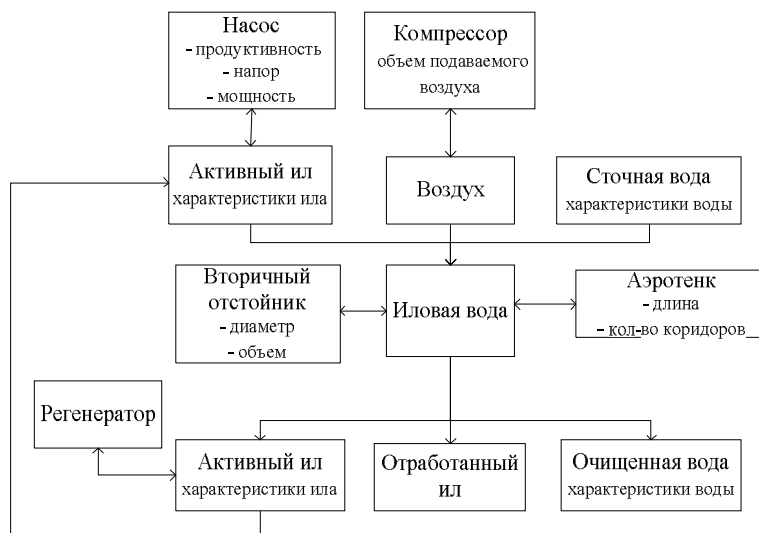 Насос
- продуктивность
- напор
- мощность
Компрессор
объем подаваемого
воздуха
Активный ил
характеристики ила
Воздух
Сточная вода
характеристики воды
Вторичный
отстойник
- диаметр
- объем
Иловая вода
Аэротенк
- длина
- кол-во коридоров
Регенератор
Активный ил
характеристики ила
Отработанный
ил
Очищенная вода
характеристики воды